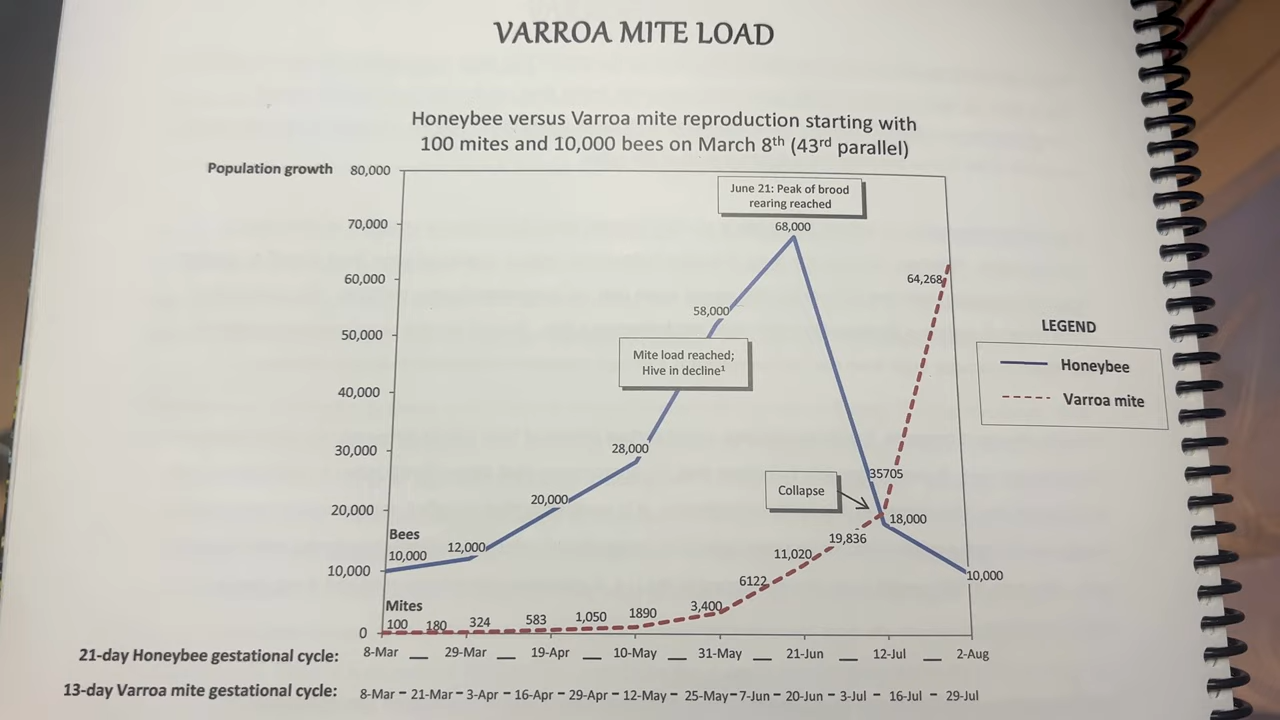 VARROA MITE LOAD
Honeybee versus Varroa mite reproduction starting with
100 mites and 10,000 bees on March 8th (43rd parallel)
Population growth
80,000
70,000
60,000
50,000
40,000
30,000
20,000
10,000
0
June 21: Peak of brood
rearing reached
68,000
64,268
58,000
Mite load reached;
Hive in decline¹
28,000
35705
Collapse
20,000
18,000
19,836
Bees
10,000
12,000
11,020
10,000
6122
Mites
100
180
324
583
1,050
1890
3,400
LEGEND
Honeybee
Varroa mite
21-day Honeybee gestational cycle: 8-Mar — 29-Mar — 19-Apr — 10-May — 31-May — 21-Jun — 12-Jul — 2-Aug
13-day Varroa mite gestational cycle: 8-Mar – 21-Mar – 3-Apr – 16-Apr – 29-Apr – 12-May – 25-May – 7-Jun – 20-Jun – 3-Jul – 16-Jul – 29-Jul